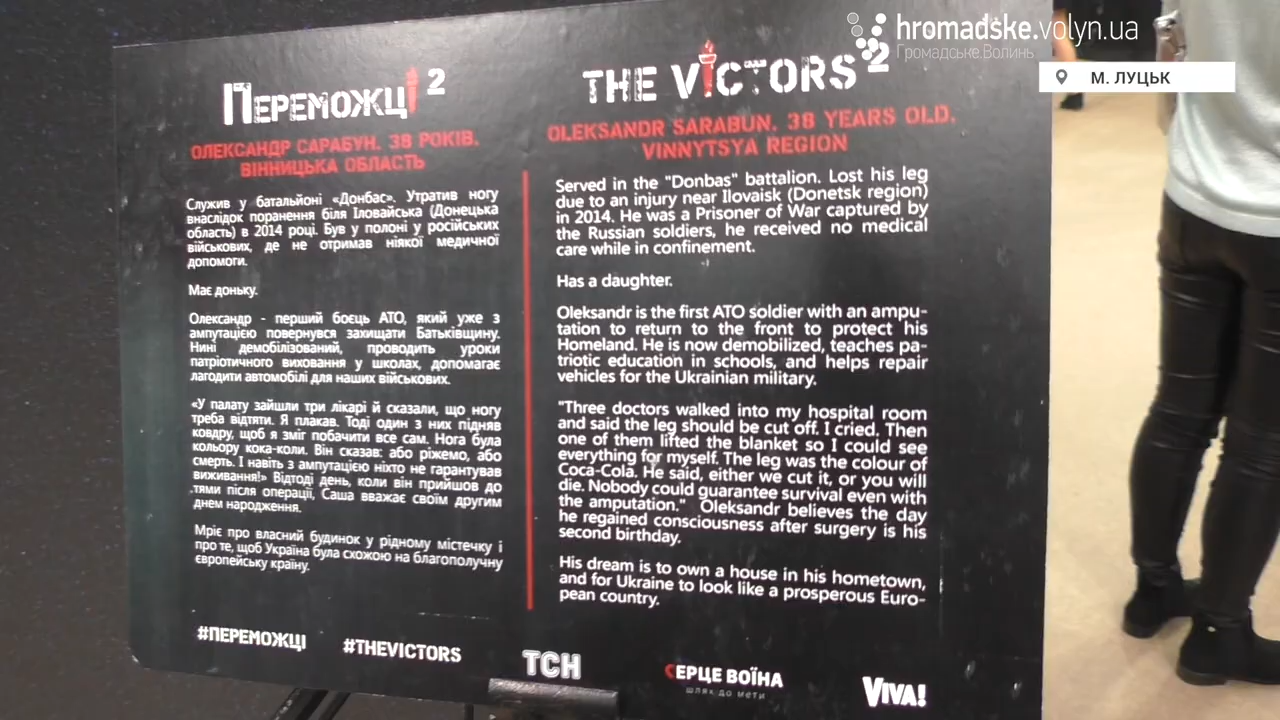 hromadske.volyn.ua
Громадське.Волинь
М. ЛУЦЬК
ПЕРЕМОЖЦІ 2
ОЛЕКСАНДР САРАБУН. 38 РОКІВ.
ВІННИЦЬКА ОБЛАСТЬ
Служив у батальйоні «Донбас». Утратив ногу
внаслідок поранення біля Іловайська (Донецька
область) в 2014 році. Був у полоні у російських
військових, де не отримав ніякої медичної
допомоги.
Має доньку.
Олександр - перший боєць АТО, який уже з
ампутацією повернувся захищати Батьківщину.
Нині демобілізований, проводить уроки
патріотичного виховання у школах, допомагає
лагодити автомобілі для наших військових.
«У палату зайшли три лікарі й сказали, що ногу
треба відтяти. Я плакав. Тоді один з них підняв
ковдру, щоб я зміг побачити все сам. Нога була
кольору кока-коли. Він сказав: або ріжемо, або
смерть. І навіть з ампутацією ніхто не гарантував
виживання!» Відтоді день, коли він прийшов до
тями після операції, Саша вважає своїм другим
днем народження.
Мріє про власний будинок у рідному містечку і
про те, щоб Україна була схожою на благополучну
європейську країну.
THE VICTORS 2
OLEKSANDR SARABUN. 38 YEARS OLD.
VINNYTSYA REGION
Served in the "Donbas" battalion. Lost his leg
due to an injury near Ilovaisk (Donetsk region)
in 2014. He was a Prisoner of War captured by
the Russian soldiers, he received no medical
care while in confinement.
Has a daughter.
Oleksandr is the first ATO soldier with an ampu-
tation to return to the front to protect his
Homeland. He is now demobilized, teaches pa-
triotic education in schools, and helps repair
vehicles for the Ukrainian military.
"Three doctors walked into my hospital room
and said the leg should be cut off. I cried. Then
one of them lifted the blanket so I could see
everything for myself. The leg was the colour of
Coca-Cola. He said, either we cut it, or you will
die. Nobody could guarantee survival even with
the amputation." Oleksandr believes the day
he regained consciousness after surgery is his
second birthday.
His dream is to own a house in his hometown,
and for Ukraine to look like a prosperous Euro-
pean country.
#ПЕРЕМОЖЦІ
#THEVICTORS
ТСН
СЕРЦЕ ВОЇНА
шлях до мети
VIVA!